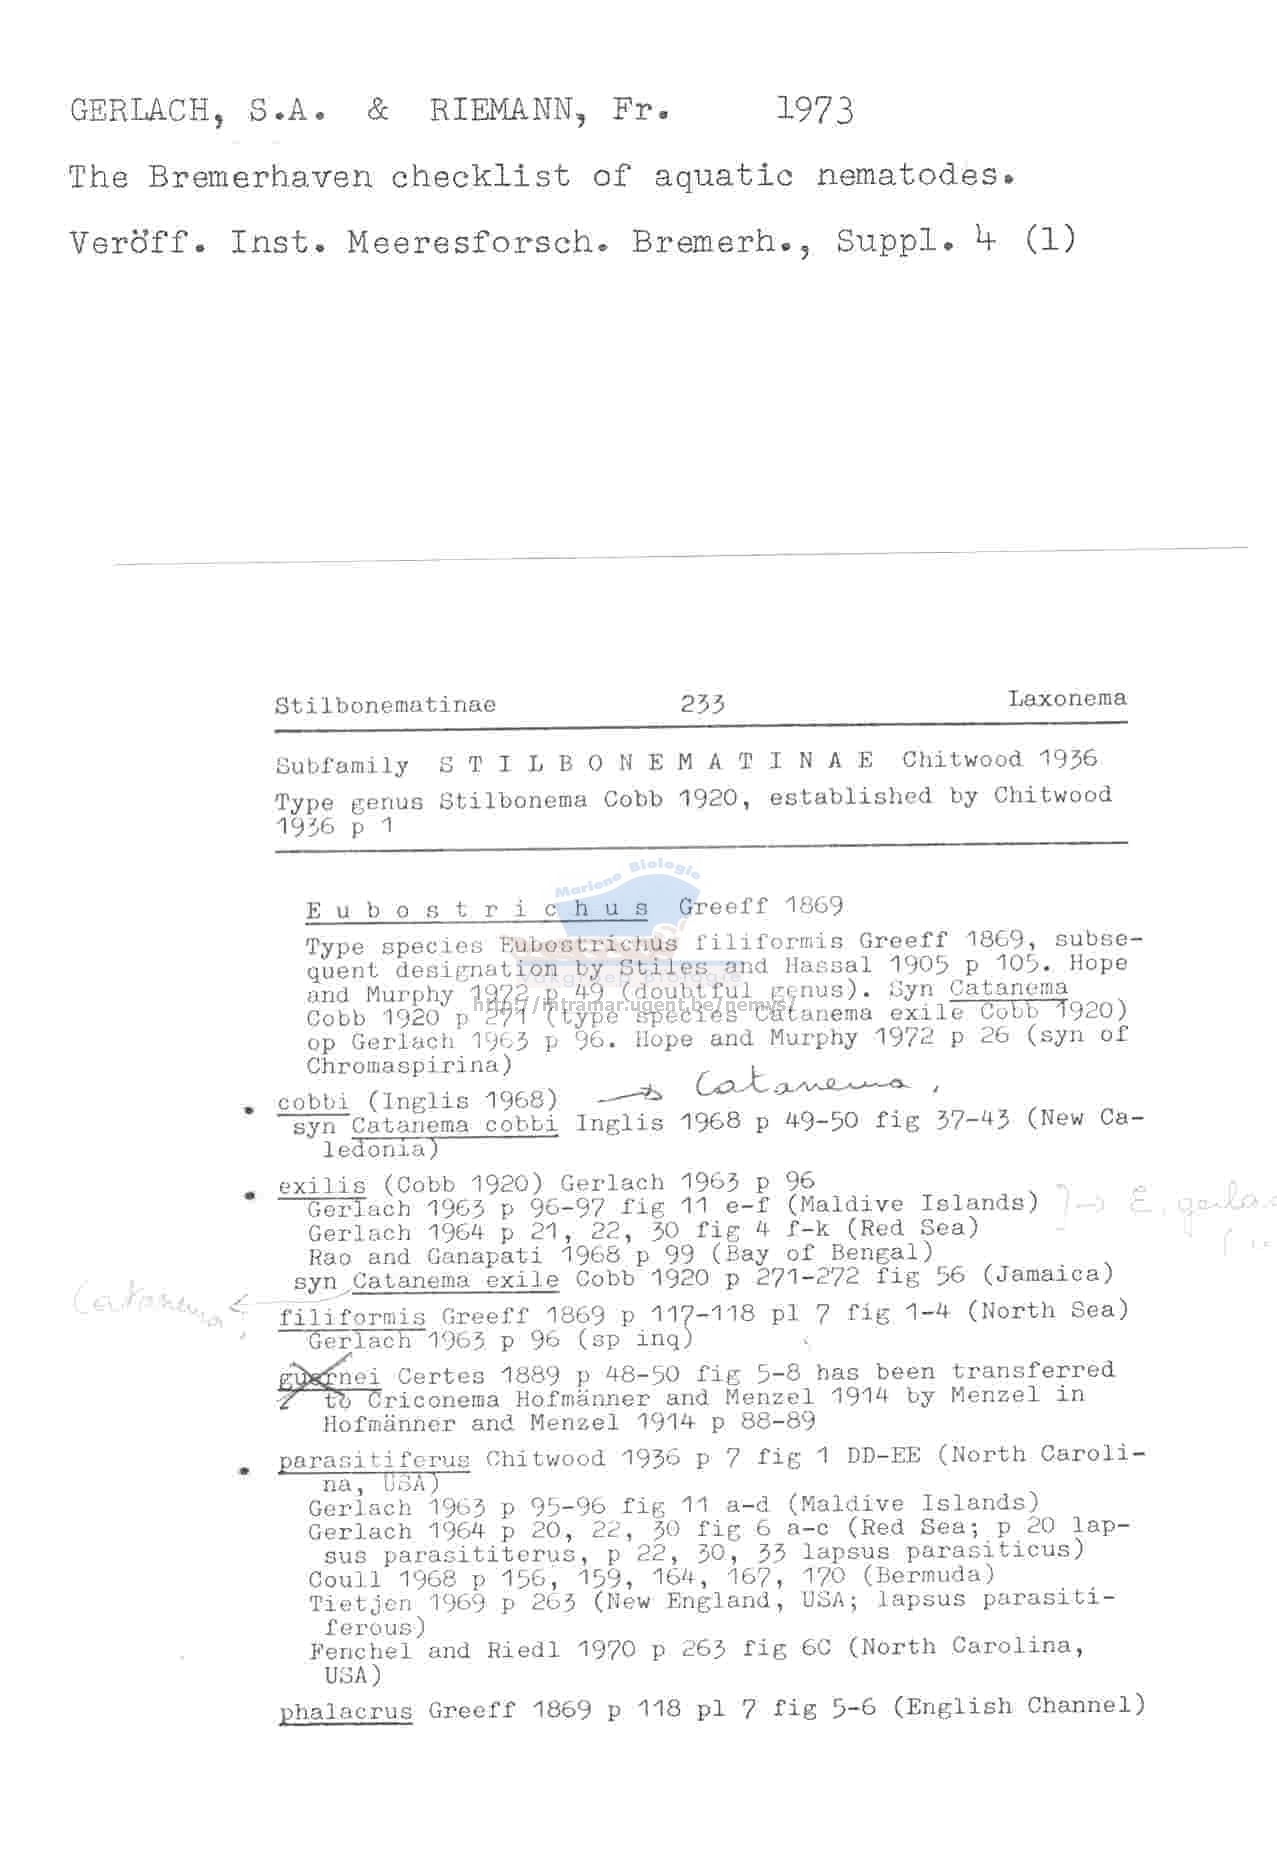 GERLACH, S.A. & RIEMANN, Fr. 1973
The Bremerhaven checklist of aquatic nematodes.
Veröff. Inst. Meeresforsch. Bremerh., Suppl. 4 (1)
Stilbonematinae 233 Laxonema
Subfamily S T I L B O N E M A T I N A E Chitwood 1936
Type genus Stilbonema Cobb 1920, established by Chitwood
1936 p 1
Marine Biologie
E u b o s t r i c h u s Greeff 1869
Type species Eubostrichus filiformis Greeff 1869, subse-
quent designation by Stiles and Hassal 1905 p 105. Hope
Vakgroep Biologie
and Murphy 1972 p 49 (doubtful genus). Syn Catanema
http://intramar.ugent.be/nemys/
Cobb 1920 p 271 (type species Catanema exile Cobb 1920)
op Gerlach 1963 p 96. Hope and Murphy 1972 p 26 (syn of
Chromaspirina)
• cobbi (Inglis 1968) → Catanema,
syn Catanema cobbi Inglis 1968 p 49-50 fig 37-43 (New Ca-
ledonia)
• exilis (Cobb 1920) Gerlach 1963 p 96
Gerlach 1963 p 96-97 fig 11 e-f (Maldive Islands) ]→ E.
Gerlach 1964 p 21, 22, 30 fig 4 f-k (Red Sea)
Rao and Ganapati 1968 p 99 (Bay of Bengal)
syn Catanema exile Cobb 1920 p 271-272 fig 56 (Jamaica)
Catanema ←
filiformis Greeff 1869 p 117-118 pl 7 fig 1-4 (North Sea)
Gerlach 1963 p 96 (sp inq)
guernei Certes 1889 p 48-50 fig 5-8 has been transferred
to Criconema Hofmänner and Menzel 1914 by Menzel in
Hofmänner and Menzel 1914 p 88-89
• parasitiferus Chitwood 1936 p 7 fig 1 DD-EE (North Caroli-
na, USA)
Gerlach 1963 p 95-96 fig 11 a-d (Maldive Islands)
Gerlach 1964 p 20, 22, 30 fig 6 a-c (Red Sea; p 20 lap-
sus parasititerus, p 22, 30, 33 lapsus parasiticus)
Coull 1968 p 156, 159, 164, 167, 170 (Bermuda)
Tietjen 1969 p 263 (New England, USA; lapsus parasiti-
ferous)
Fenchel and Riedl 1970 p 263 fig 6C (North Carolina,
USA)
phalacrus Greeff 1869 p 118 pl 7 fig 5-6 (English Channel)